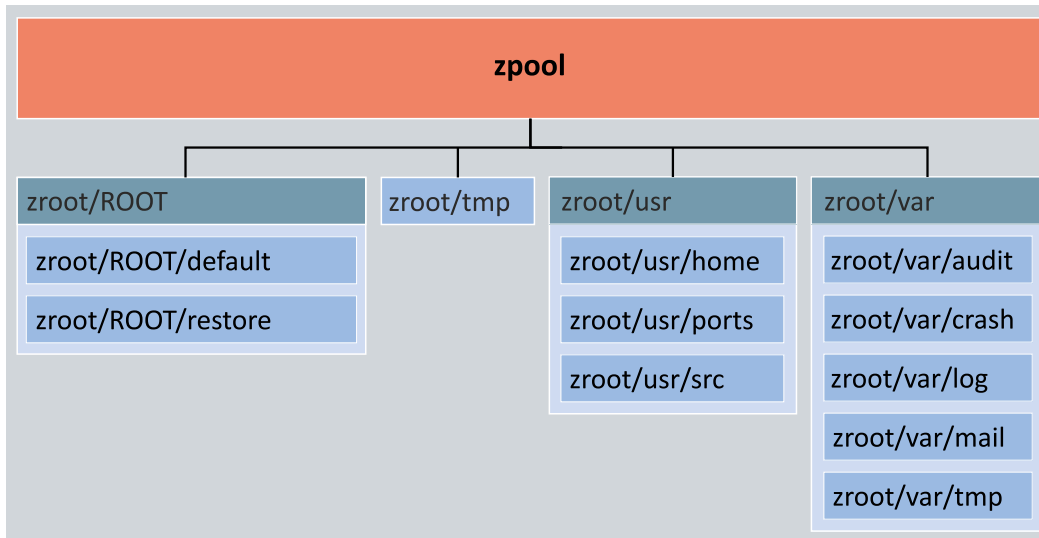 zpool
zroot/ROOT
zroot/ROOT/default
zroot/ROOT/restore
zroot/tmp
zroot/usr
zroot/usr/home
zroot/usr/ports
zroot/usr/src
zroot/var
zroot/var/audit
zroot/var/crash
zroot/var/log
zroot/var/mail
zroot/var/tmp